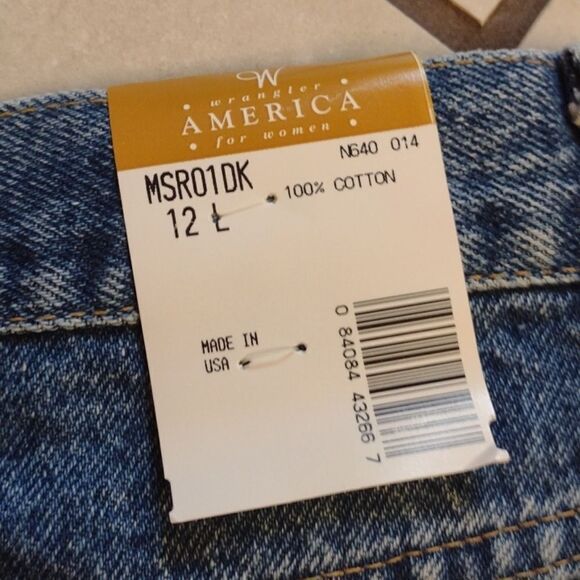 W
wrangler
• AMERICA •
• for women •
N640 014
MSR01DK
100% COTTON
12 L
MADE IN
USA
0 84084 43266 7